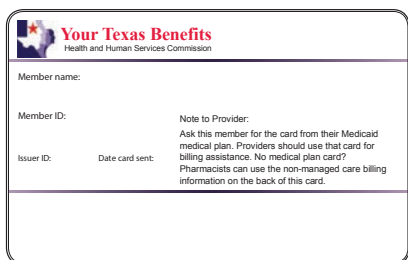 Your Texas Benefits
Health and Human Services Commission
Member name:
Member ID:
Note to Provider:
Ask this member for the card from their Medicaid
medical plan. Providers should use that card for
billing assistance. No medical plan card?
Pharmacists can use the non-managed care billing
information on the back of this card.
Issuer ID:
Date card sent: